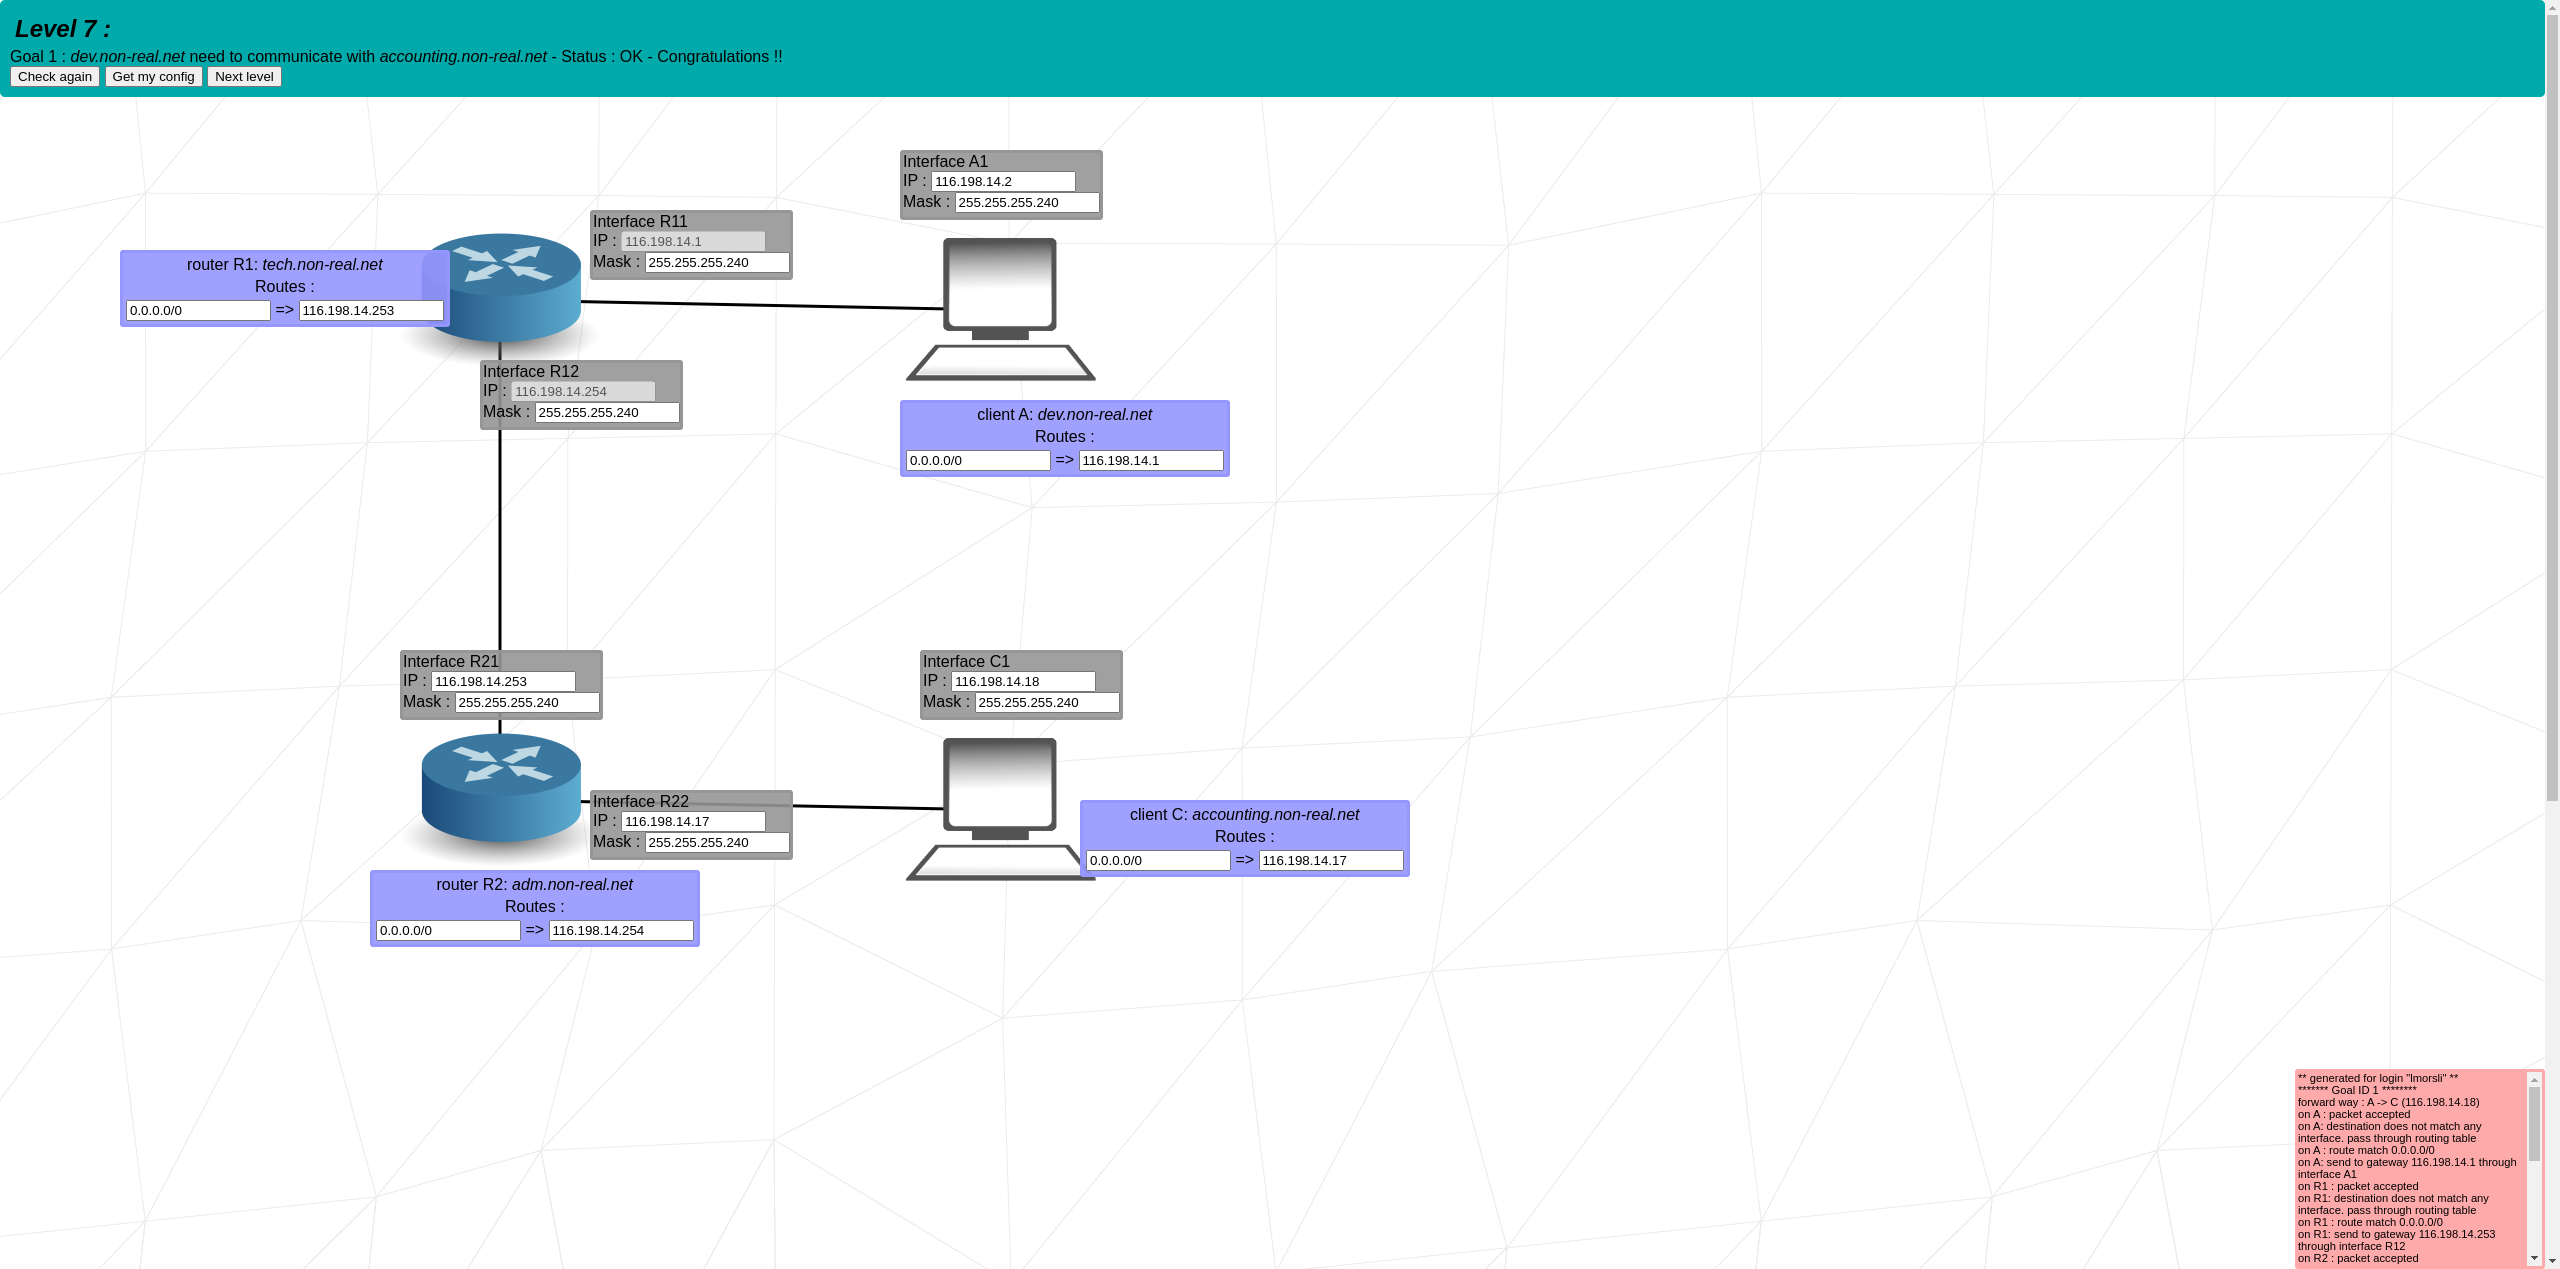 Level 7 :
Goal 1 : dev.non-real.net need to communicate with accounting.non-real.net - Status : OK - Congratulations !!
Check again Get my config Next level
Interface A1
IP : 116.198.14.2
Mask : 255.255.255.240
Interface R11
IP : 116.198.14.1
Mask : 255.255.255.240
router R1: tech.non-real.net
Routes :
0.0.0.0/0 => 116.198.14.253
Interface R12
IP : 116.198.14.254
Mask : 255.255.255.240
client A: dev.non-real.net
Routes :
0.0.0.0/0 => 116.198.14.1
Interface R21
IP : 116.198.14.253
Mask : 255.255.255.240
Interface C1
IP : 116.198.14.18
Mask : 255.255.255.240
Interface R22
IP : 116.198.14.17
Mask : 255.255.255.240
client C: accounting.non-real.net
Routes :
0.0.0.0/0 => 116.198.14.17
router R2: adm.non-real.net
Routes :
0.0.0.0/0 => 116.198.14.254
** generated for login "lmorsli" **
******* Goal ID 1 ********
forward way : A -> C (116.198.14.18)
on A : packet accepted
on A: destination does not match any
interface. pass through routing table
on A : route match 0.0.0.0/0
on A: send to gateway 116.198.14.1 through
interface A1
on R1 : packet accepted
on R1: destination does not match any
interface. pass through routing table
on R1 : route match 0.0.0.0/0
on R1: send to gateway 116.198.14.253
through interface R12
on R2 : packet accepted